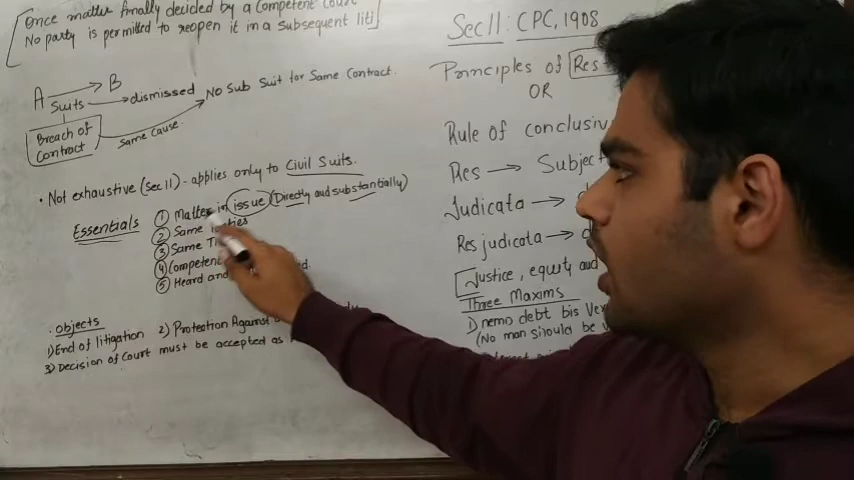 Once matter finally decided by a Competent Court
No party is permitted to reopen it in a subsequent liti
A → B
Suits → dismissed → No Sub Suit for Same Contract.
Breach of
Contract
Same cause.
• Not exhaustive (Sec 11) - applies only to Civil Suits.
Essentials
① Matter in issue (Directly and substantially)
② Same
③ Same
④ Competenc
⑤ Heard and
. Objects
1) End of litigation 2) Protection Against
3) Decision of Court must be accepted as
Sec 11 : CPC, 1908
Principles of Res
OR
Rule of conclusiv
Res → Subject
Judicata →
Res judicata →
Justice, equity and
Three Maxims
1) nemo debt bis Ve
(No man should be